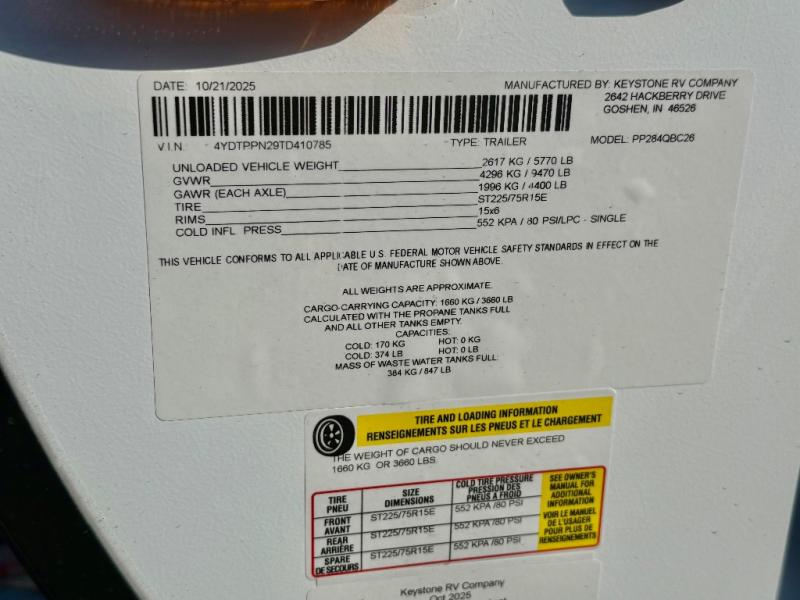 DATE: 10/21/2025
MANUFACTURED BY: KEYSTONE RV COMPANY
2642 HACKBERRY DRIVE
GOSHEN, IN 46526
V.I.N. 4YDTPPN29TD410785 TYPE: TRAILER MODEL: PP284QBC26
UNLOADED VEHICLE WEIGHT 2617 KG / 5770 LB
GVWR 4296 KG / 9470 LB
GAWR (EACH AXLE) 1996 KG / 4400 LB
TIRE ST225/75R15E
RIMS 15x6
COLD INFL PRESS 552 KPA / 80 PSI/LPC - SINGLE
THIS VEHICLE CONFORMS TO ALL APPLICABLE U.S. FEDERAL MOTOR VEHICLE SAFETY STANDARDS IN EFFECT ON THE
DATE OF MANUFACTURE SHOWN ABOVE.
ALL WEIGHTS ARE APPROXIMATE.
CARGO-CARRYING CAPACITY: 1660 KG / 3660 LB
CALCULATED WITH THE PROPANE TANKS FULL
AND ALL OTHER TANKS EMPTY.
CAPACITIES:
COLD: 170 KG HOT: 0 KG
COLD: 374 LB HOT: 0 LB
MASS OF WASTE WATER TANKS FULL:
384 KG / 847 LB
TIRE AND LOADING INFORMATION
RENSEIGNEMENTS SUR LES PNEUS ET LE CHARGEMENT
THE WEIGHT OF CARGO SHOULD NEVER EXCEED
1660 KG OR 3660 LBS.
TIRE
PNEU
SIZE
DIMENSIONS
COLD TIRE PRESSURE
PRESSION DES
PNEUS A FROID
FRONT
AVANT
ST225/75R15E
552 KPA /80 PSI
REAR
ARRIÈRE
ST225/75R15E
552 KPA /80 PSI
SPARE
DE SECOURS
ST225/75R15E
552 KPA /80 PSI
SEE OWNER'S
MANUAL FOR
ADDITIONAL
INFORMATION
VOIR LE MANUEL
DE L'USAGER
POUR PLUS DE
RENSEIGNEMENTS
Keystone RV Company
Oct 2025